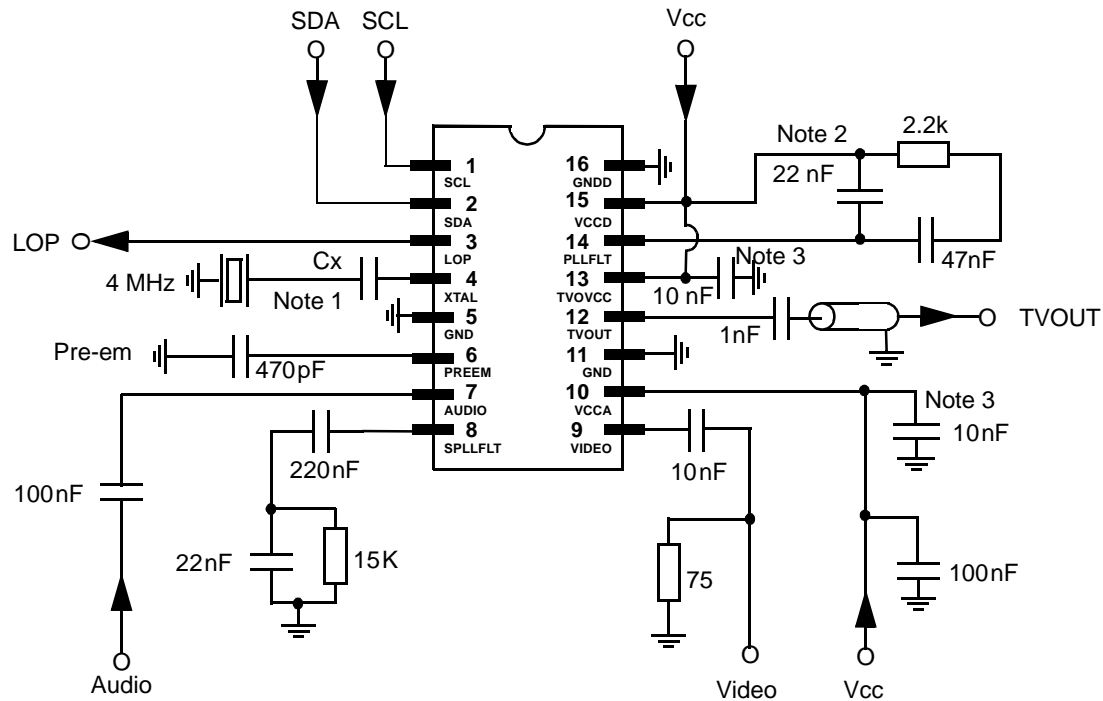 SDA SCL Vcc
Note 2 2.2k
1 16
SCL GNDD 22 nF
2 15
SDA VCCD
LOP 3 14
LOP PLLFLT Note 3 47nF
4 MHz Cx 4 13
Note 1 XTAL TVOVCC 10 nF
5 12 TVOUT
GND TVOUT 1nF
Pre-em 6 11
470pF PREEM GND
7 10
AUDIO VCCA Note 3
8 9 10nF
SPLLFLT VIDEO
220nF 10nF
100nF
22nF 15K 75 100nF
Audio Video Vcc